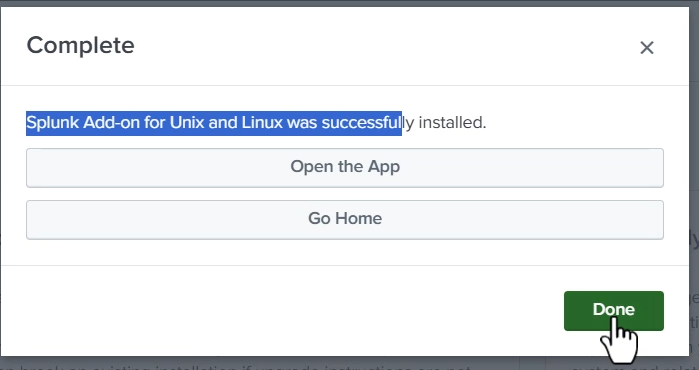 Complete
Splunk Add-on for Unix and Linux was successfully installed.
Open the App
Go Home
Done